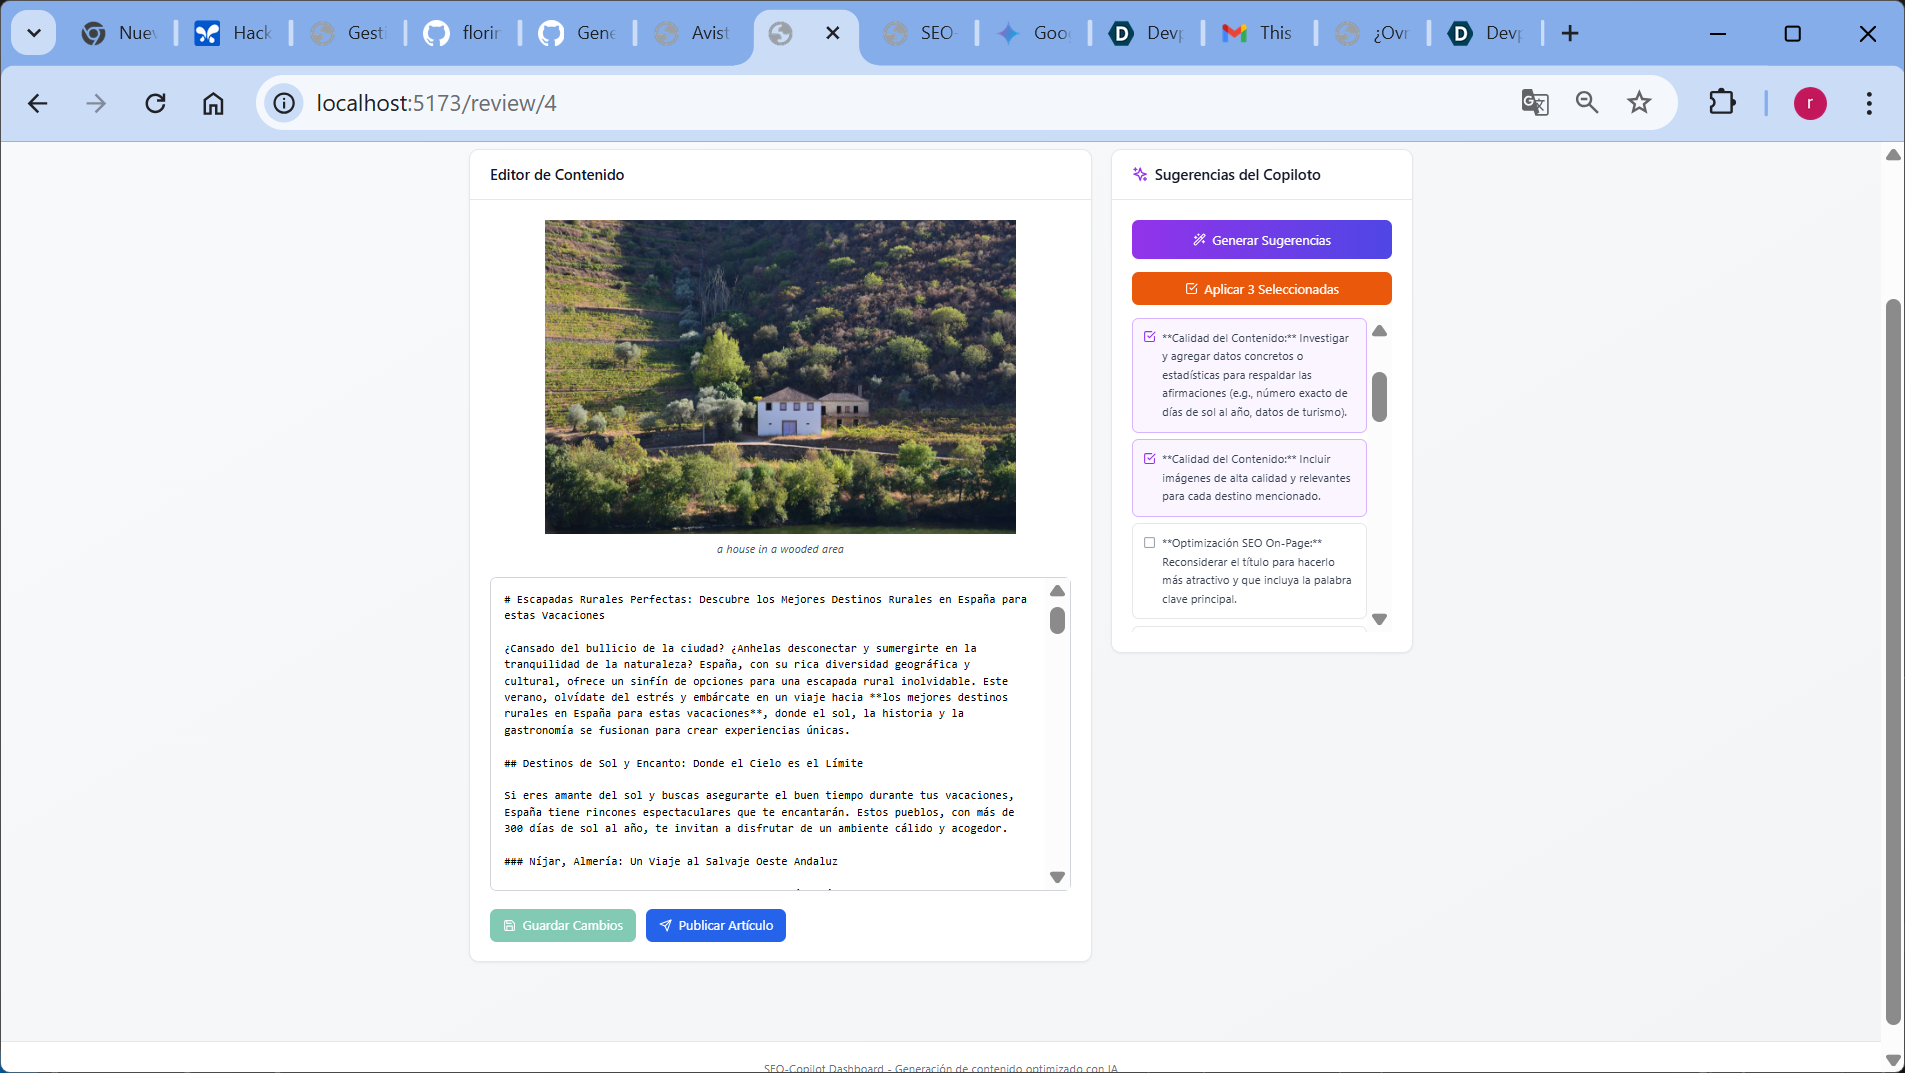 Nuev
Hack
Gesti
florin
Gene
Avist
SEO-
Goo
Devp
This
¿Ovn
Devp
localhost:5173/review/4
r
Editor de Contenido
a house in a wooded area
# Escapadas Rurales Perfectas: Descubre los Mejores Destinos Rurales en España para
estas Vacaciones
¿Cansado del bullicio de la ciudad? ¿Anhelas desconectar y sumergirte en la
tranquilidad de la naturaleza? España, con su rica diversidad geográfica y
cultural, ofrece un sinfín de opciones para una escapada rural inolvidable. Este
verano, olvídate del estrés y embárcate en un viaje hacia **los mejores destinos
rurales en España para estas vacaciones**, donde el sol, la historia y la
gastronomía se fusionan para crear experiencias únicas.
## Destinos de Sol y Encanto: Donde el Cielo es el Límite
Si eres amante del sol y buscas asegurarte el buen tiempo durante tus vacaciones,
España tiene rincones espectaculares que te encantarán. Estos pueblos, con más de
300 días de sol al año, te invitan a disfrutar de un ambiente cálido y acogedor.
### Níjar, Almería: Un Viaje al Salvaje Oeste Andaluz
Guardar Cambios
Publicar Artículo
Sugerencias del Copiloto
Generar Sugerencias
Aplicar 3 Seleccionadas
**Calidad del Contenido:** Investigar
y agregar datos concretos o
estadísticas para respaldar las
afirmaciones (e.g., número exacto de
días de sol al año, datos de turismo).
**Calidad del Contenido:** Incluir
imágenes de alta calidad y relevantes
para cada destino mencionado.
**Optimización SEO On-Page:**
Reconsiderar el título para hacerlo
más atractivo y que incluya la palabra
clave principal.
SEO-Copilot Dashboard - Generación de contenido optimizado con IA